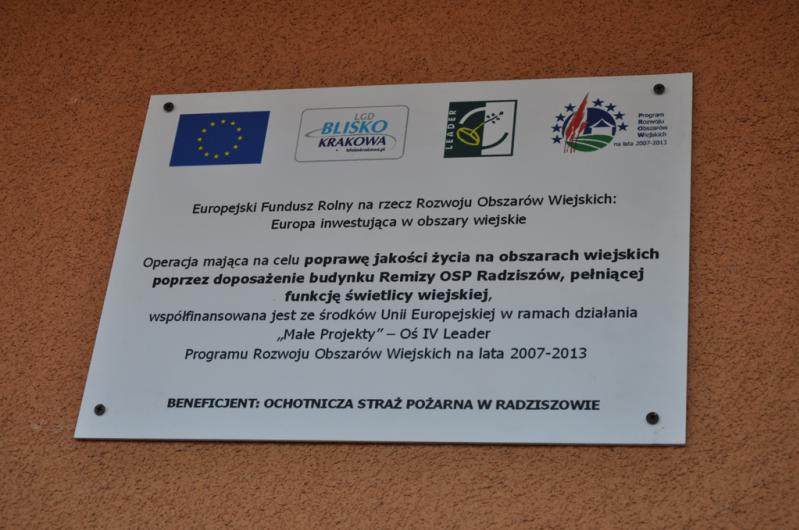 LGD
BLISKO
KRAKOWA
bliskokrakowa.pl
LEADER
Program
Rozwoju
Obszarów
Wiejskich
na lata 2007-2013
Europejski Fundusz Rolny na rzecz Rozwoju Obszarów Wiejskich:
Europa inwestująca w obszary wiejskie
Operacja mająca na celu poprawę jakości życia na obszarach wiejskich
poprzez doposażenie budynku Remizy OSP Radziszów, pełniącej
funkcję świetlicy wiejskiej,
współfinansowana jest ze środków Unii Europejskiej w ramach działania
„Małe Projekty” – Oś IV Leader
Programu Rozwoju Obszarów Wiejskich na lata 2007-2013
BENEFICJENT: OCHOTNICZA STRAŻ POŻARNA W RADZISZOWIE